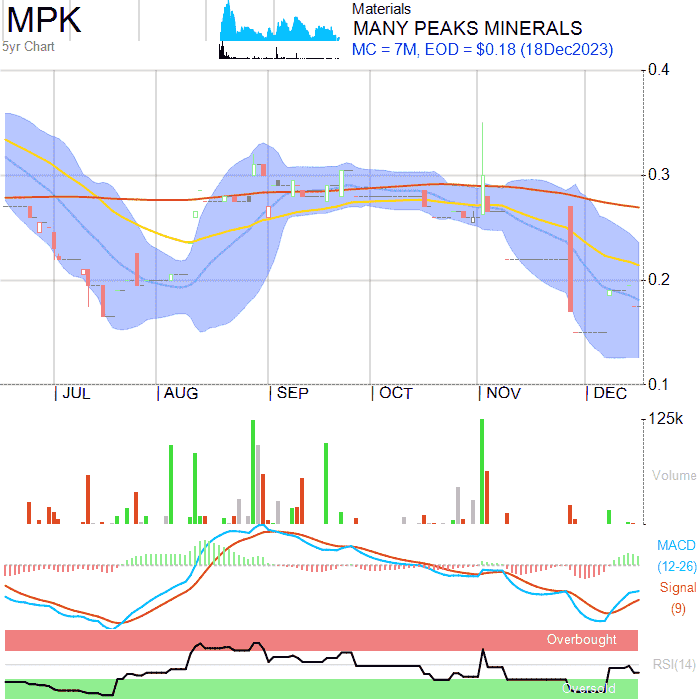 MPK
5yr Chart
Materials
MANY PEAKS MINERALS
MC = 7M, EOD = $0.18 (18Dec2023)
0.4
0.3
0.2
0.1
JUL
AUG
SEP
OCT
NOV
DEC
125k
Volume
MACD
(12-26)
Signal
(9)
Overbought
RSI(14)
Oversold